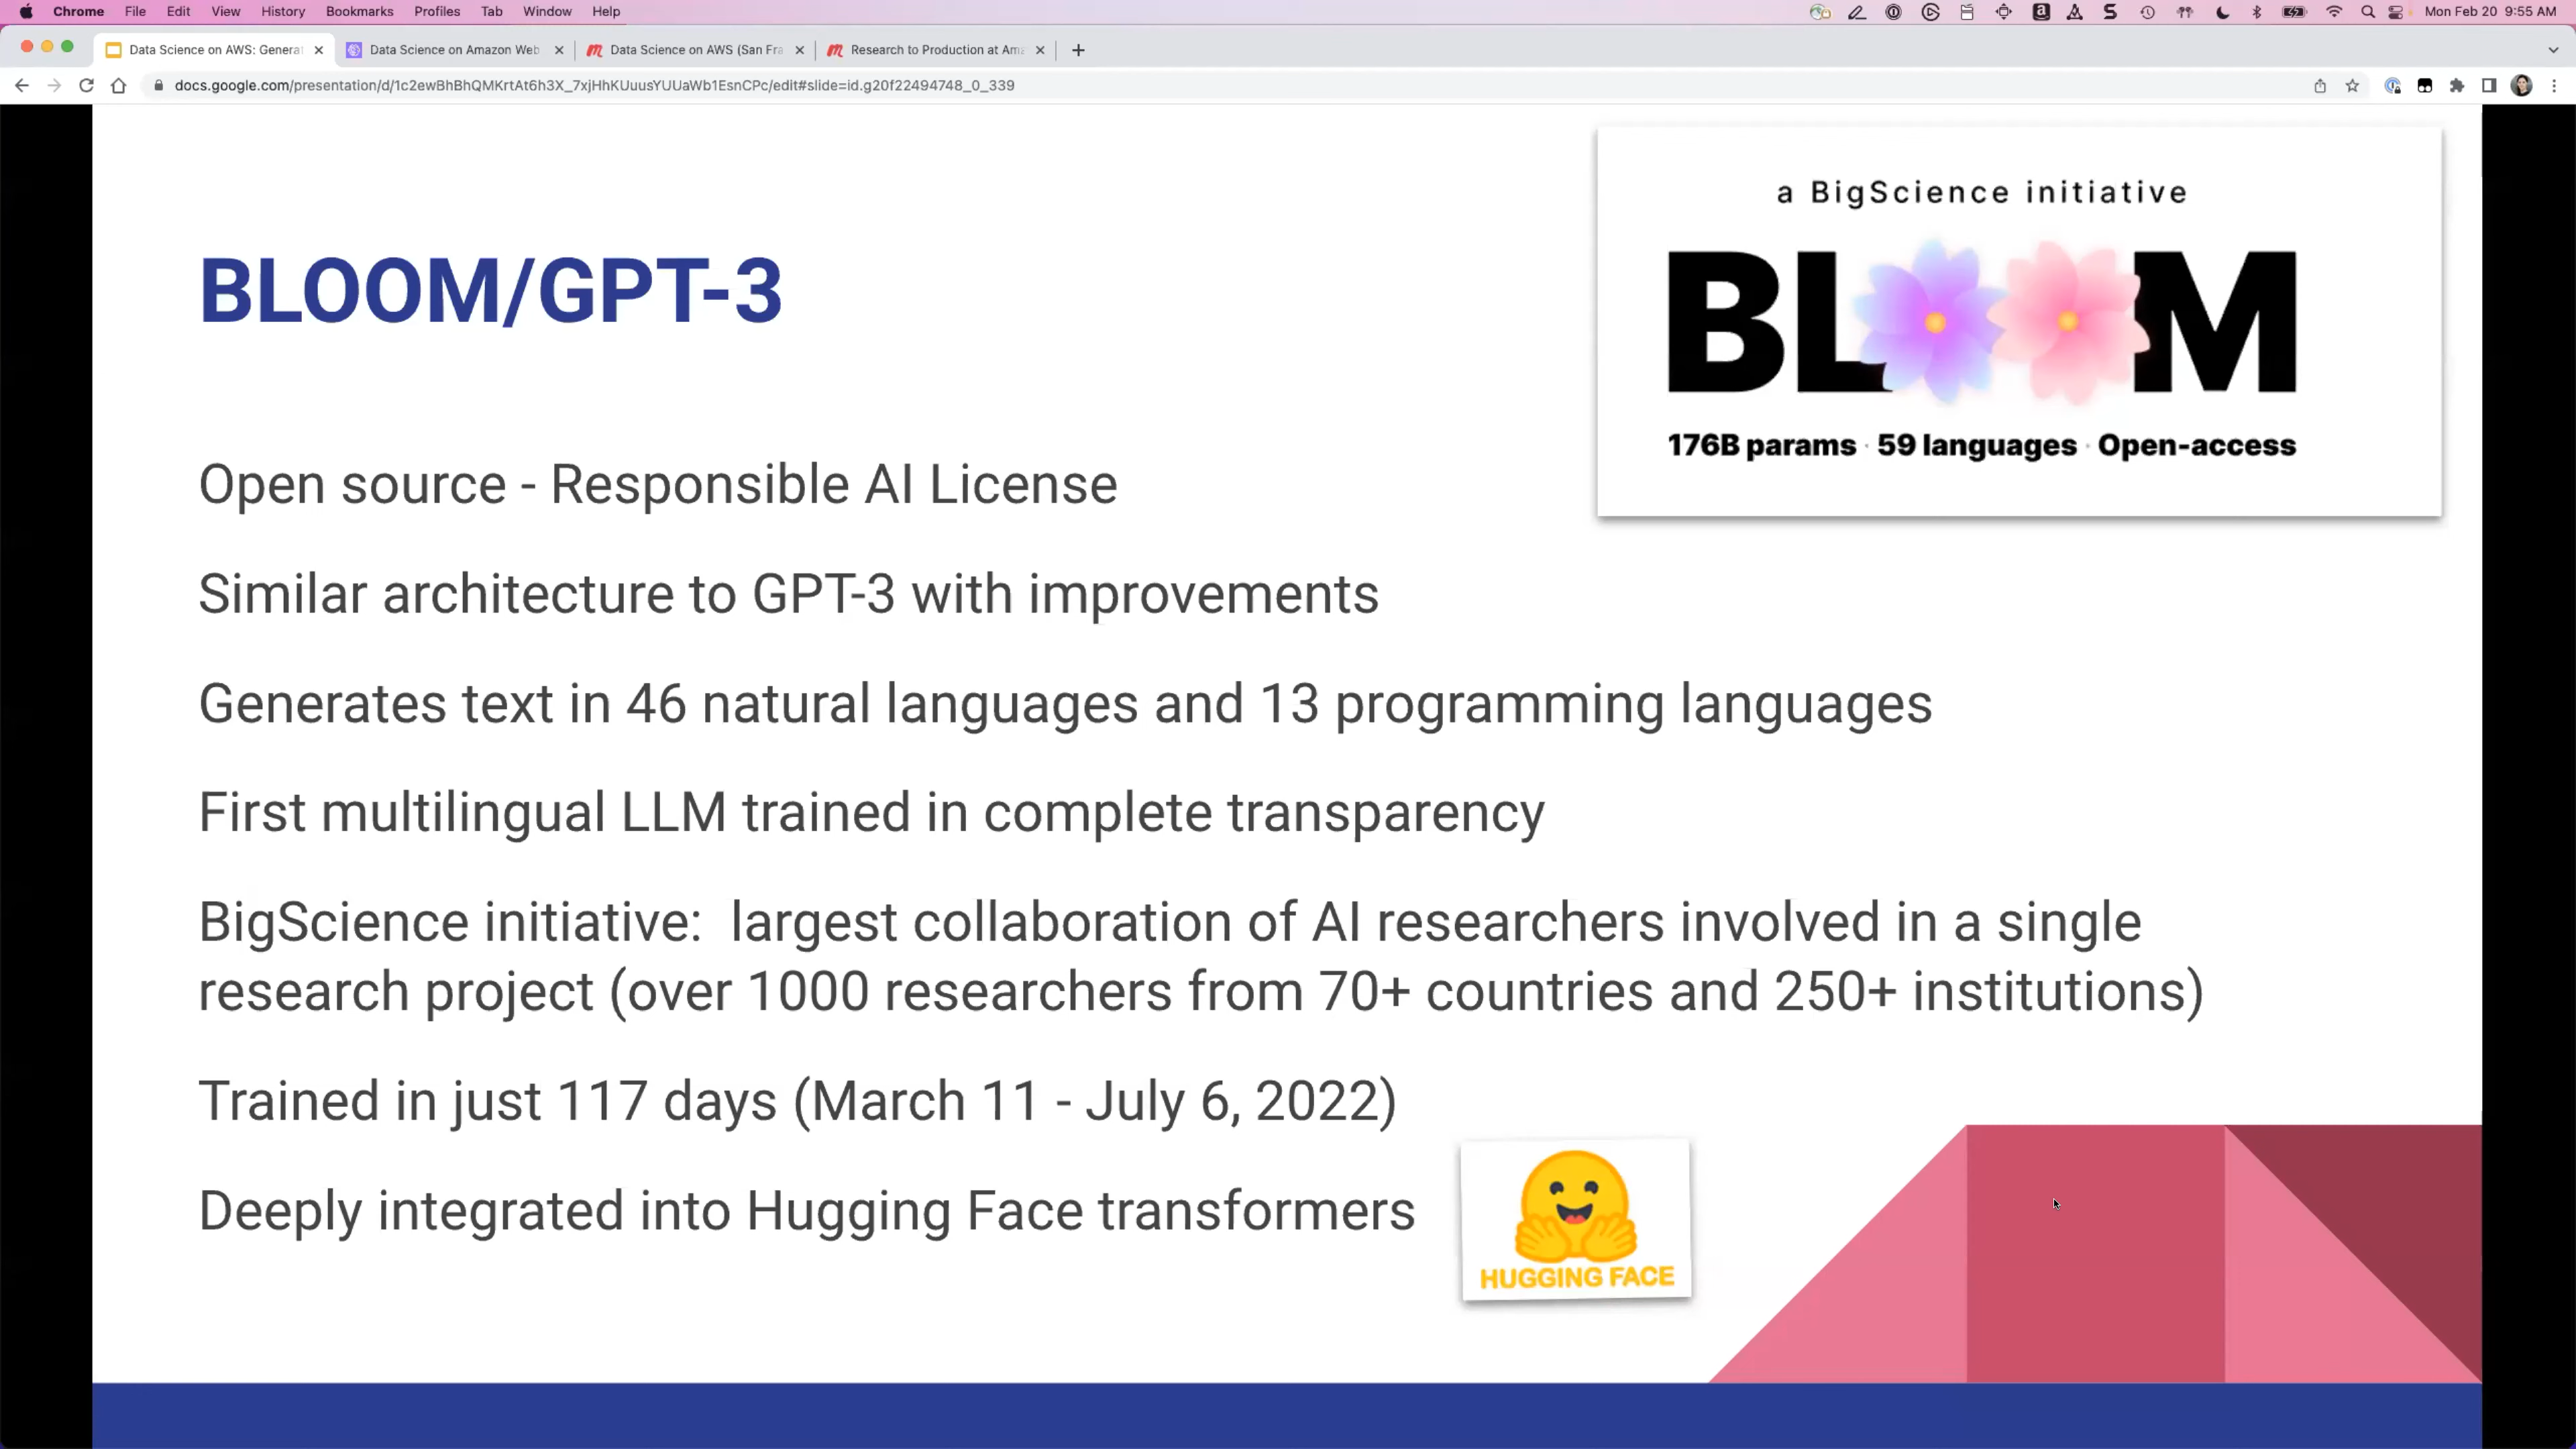 Chrome File Edit View History Bookmarks Profiles Tab Window Help Mon Feb 20 9:55 AM
Data Science on AWS: Genera Data Science on Amazon Web Data Science on AWS (San Fra Research to Production at Ama
docs.google.com/presentation/d/1c2ewBhBhQMKrtAt6h3X_7xjHhKUuusYUUaWb1EsnCPc/edit#slide=id.g20f22494748_0_339
a BigScience initiative
BLOOM
176B params · 59 languages · Open-access
BLOOM/GPT-3
Open source - Responsible AI License
Similar architecture to GPT-3 with improvements
Generates text in 46 natural languages and 13 programming languages
First multilingual LLM trained in complete transparency
BigScience initiative: largest collaboration of AI researchers involved in a single
research project (over 1000 researchers from 70+ countries and 250+ institutions)
Trained in just 117 days (March 11 - July 6, 2022)
Deeply integrated into Hugging Face transformers
HUGGING FACE